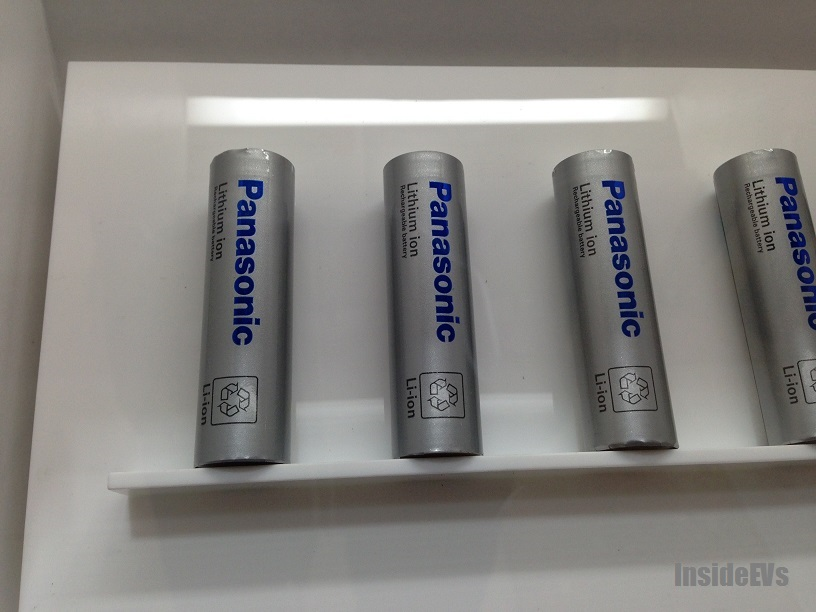 Panasonic
Lithium ion
Rechargeable battery
Li-ion
Panasonic
Lithium ion
Rechargeable battery
Li-ion
Panasonic
Lithium ion
Rechargeable battery
Li-ion
Panasonic
Lithium ion
Rechargeable battery
Li-ion
InsideEVs